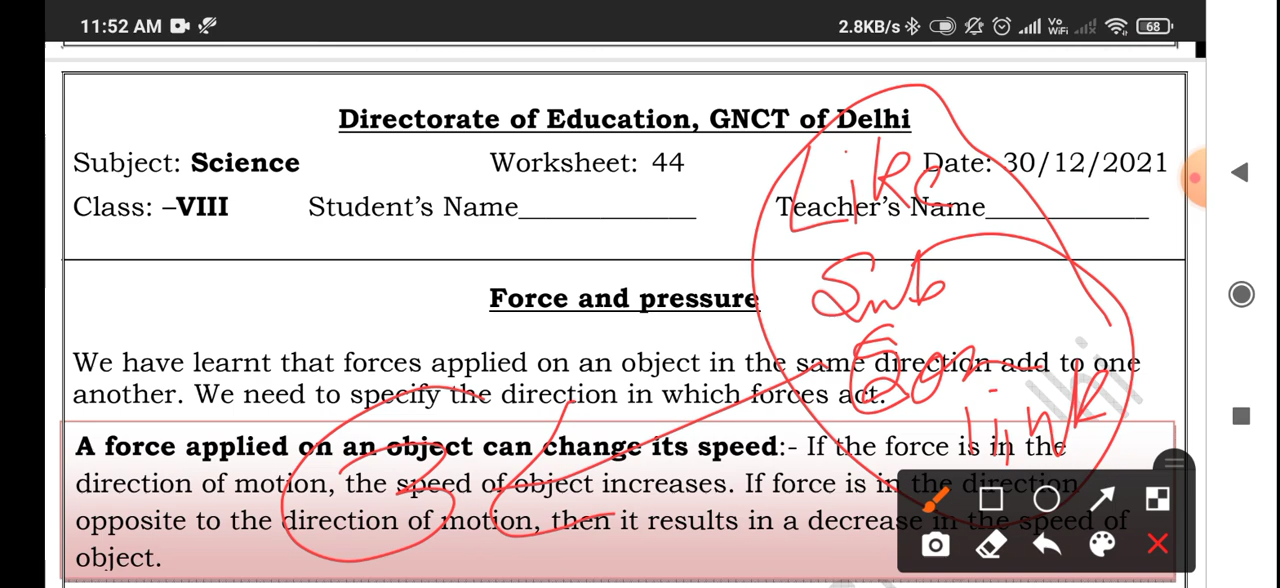 11:52 AM 2.8KB/s Vo WiFi 68
Directorate of Education, GNCT of Delhi
Subject: Science Worksheet: 44 Date: 30/12/2021
Class: –VIII Student's Name____________ Teacher's Name___________
Like
Sub
Force and pressure
We have learnt that forces applied on an object in the same direction add to one
another. We need to specify the direction in which forces act.
link
A force applied on an object can change its speed:- If the force is in the
direction of motion, the speed of object increases. If force is in the direction
opposite to the direction of motion, then it results in a decrease in the speed of
object.